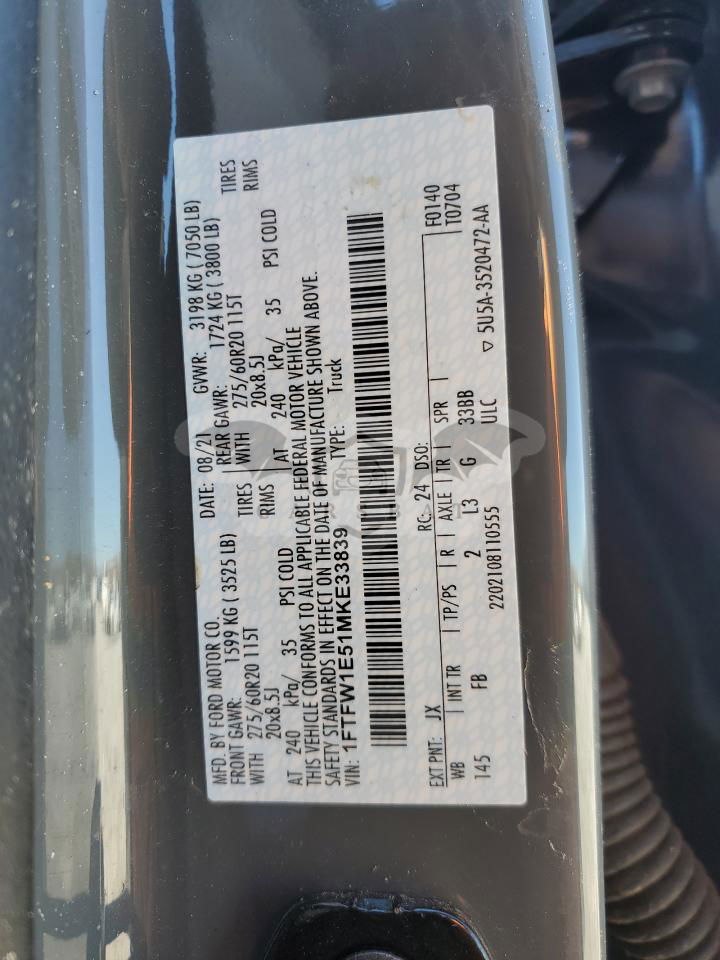 MFD. BY FORD MOTOR CO.
DATE: 08/21 GVWR: 3198 KG ( 7050 LB)
FRONT GAWR: 1599 KG ( 3525 LB) REAR GAWR: 1724 KG ( 3800 LB)
WITH 275/60R20 115T TIRES WITH 275/60R20 115T TIRES
20x8.5J RIMS 20x8.5J RIMS
AT 240 kPa/ 35 PSI COLD AT 240 kPa/ 35 PSI COLD
THIS VEHICLE CONFORMS TO ALL APPLICABLE FEDERAL MOTOR VEHICLE
SAFETY STANDARDS IN EFFECT ON THE DATE OF MANUFACTURE SHOWN ABOVE.
VIN: 1FTFW1E51MKE33839 TYPE: Truck
EXT PNT: JX RC: 24 DSO: F0140
WB INT TR TP/PS R AXLE TR SPR T0704
145 FB 2 L3 G 33BB
2202108110555 ULC ▽ 5U5A-3520472-AA